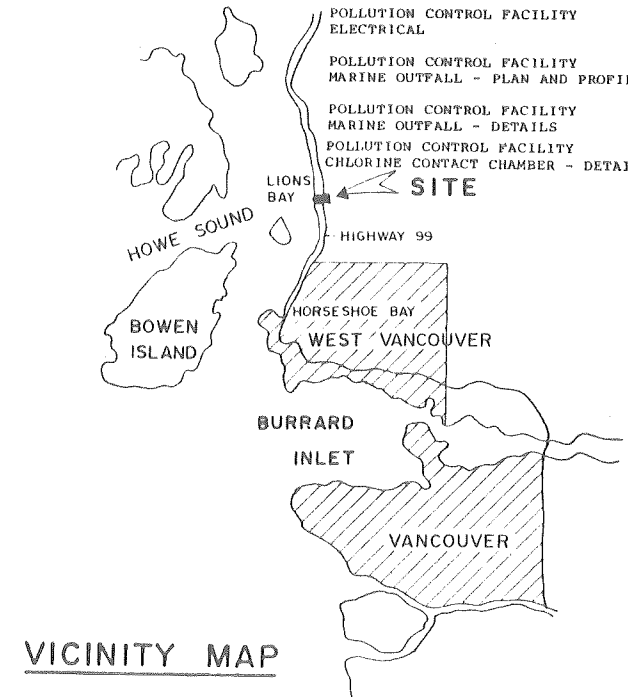 POLLUTION CONTROL FACILITY
ELECTRICAL
POLLUTION CONTROL FACILITY
MARINE OUTFALL - PLAN AND
POLLUTION CONTROL FACILITY
MARINE OUTFALL - DETAILS
POLLUTION CONTROL FACILITY
CHLORINE CONTACT CHAMBER -
LIONS
BAY
SITE
HOWE SOUND
HIGHWAY 99
HORSESHOE BAY
BOWEN
ISLAND
WEST VANCOUVER
BURRARD
INLET
VANCOUVER
VICINITY MAP